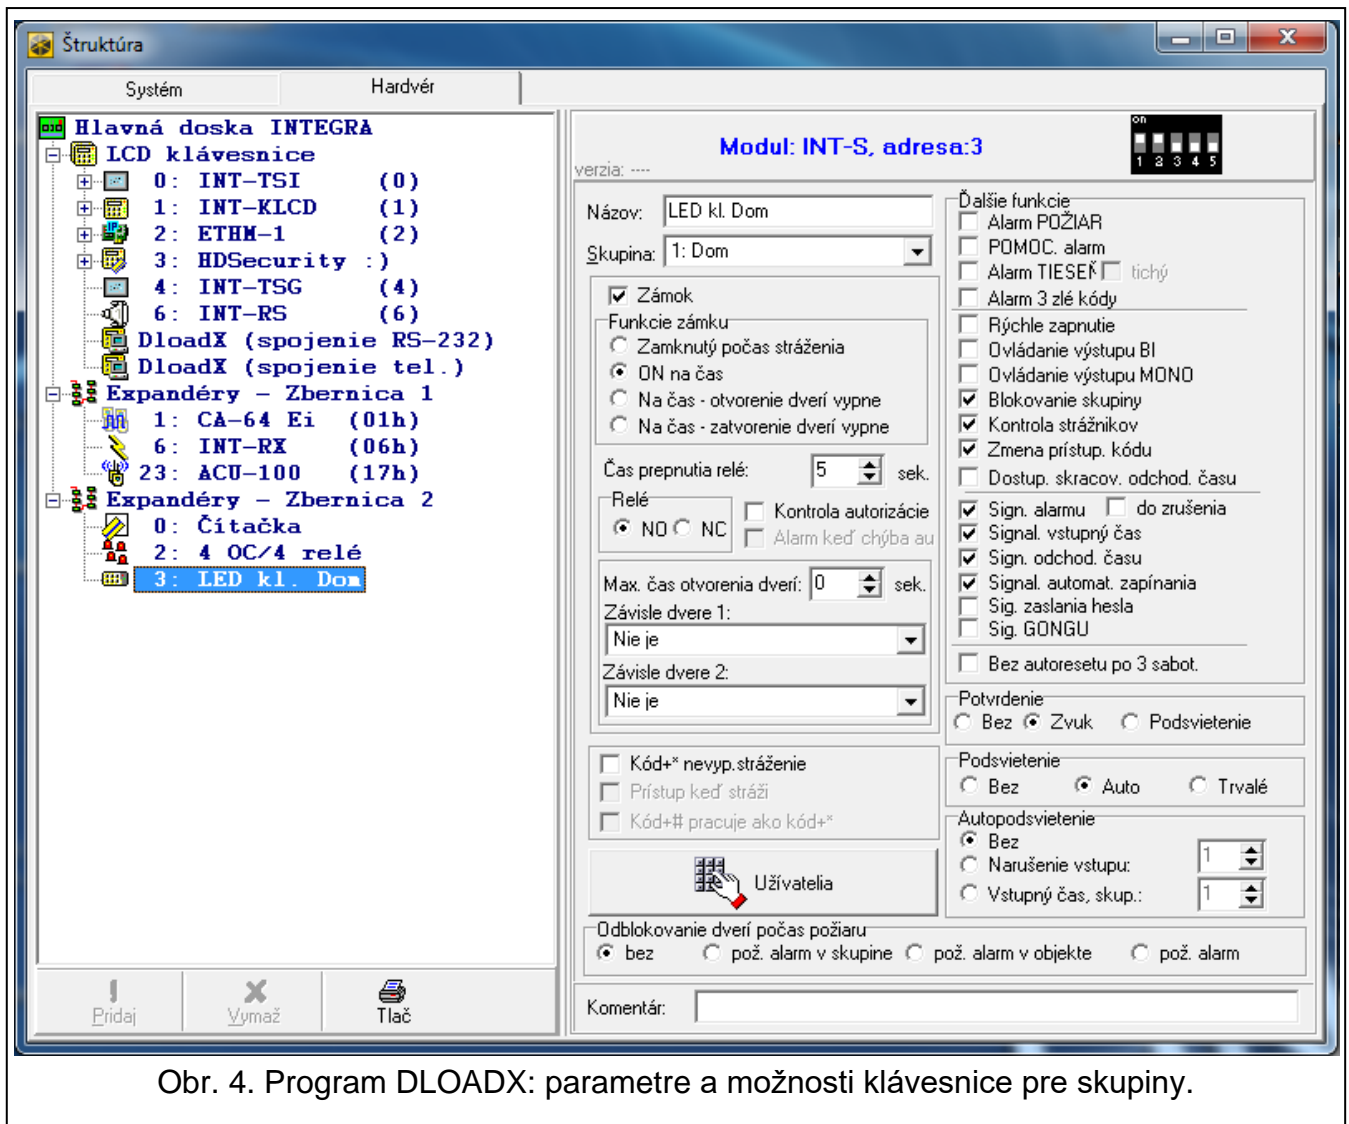 Štruktúra
Systém
Hardvér
Hlavná doska INTEGRA
LCD klávesnice
0: INT-TSI (0)
1: INT-KLCD (1)
2: ETHM-1 (2)
3: HDSecurity :)
4: INT-TSG (4)
6: INT-RS (6)
DloadX (spojenie RS-232)
DloadX (spojenie tel.)
Expandéry - Zbernica 1
1: CA-64 Ei (01h)
6: INT-RX (06h)
23: ACU-100 (17h)
Expandéry - Zbernica 2
0: Čítačka
2: 4 OC/4 relé
3: LED kl. Dom
Pridaj
Vymaž
Tlač
Modul: INT-S, adresa:3
verzia: ----
on
1 2 3 4 5
Názov: LED kl. Dom
Skupina: 1: Dom
Zámok
Funkcie zámku
Zamknutý počas stráženia
ON na čas
Na čas - otvorenie dverí vypne
Na čas - zatvorenie dverí vypne
Čas prepnutia relé: 5 sek.
Relé
NO NC
Kontrola autorizácie
Alarm keď chýba au
Max. čas otvorenia dverí: 0 sek.
Závisle dvere 1:
Nie je
Závisle dvere 2:
Nie je
Kód+* nevyp.stráženie
Prístup keď stráži
Kód+# pracuje ako kód+*
Užívatelia
Ďalšie funkcie
Alarm POŽIAR
POMOC. alarm
Alarm TIESEŇ tichý
Alarm 3 zlé kódy
Rýchle zapnutie
Ovládanie výstupu BI
Ovládanie výstupu MONO
Blokovanie skupiny
Kontrola strážnikov
Zmena prístup. kódu
Dostup. skracov. odchod. času
Sign. alarmu do zrušenia
Signal. vstupný čas
Sign. odchod. času
Signal. automat. zapínania
Sig. zaslania hesla
Sig. GONGU
Bez autoresetu po 3 sabot.
Potvrdenie
Bez Zvuk Podsvietenie
Podsvietenie
Bez Auto Trvalé
Autopodsvietenie
Bez
Narušenie vstupu: 1
Vstupný čas, skup.: 1
Odblokovanie dverí počas požiaru
bez pož. alarm v skupine pož. alarm v objekte pož. alarm
Komentár:
Obr. 4. Program DLOADX: parametre a možnosti klávesnice pre skupiny.